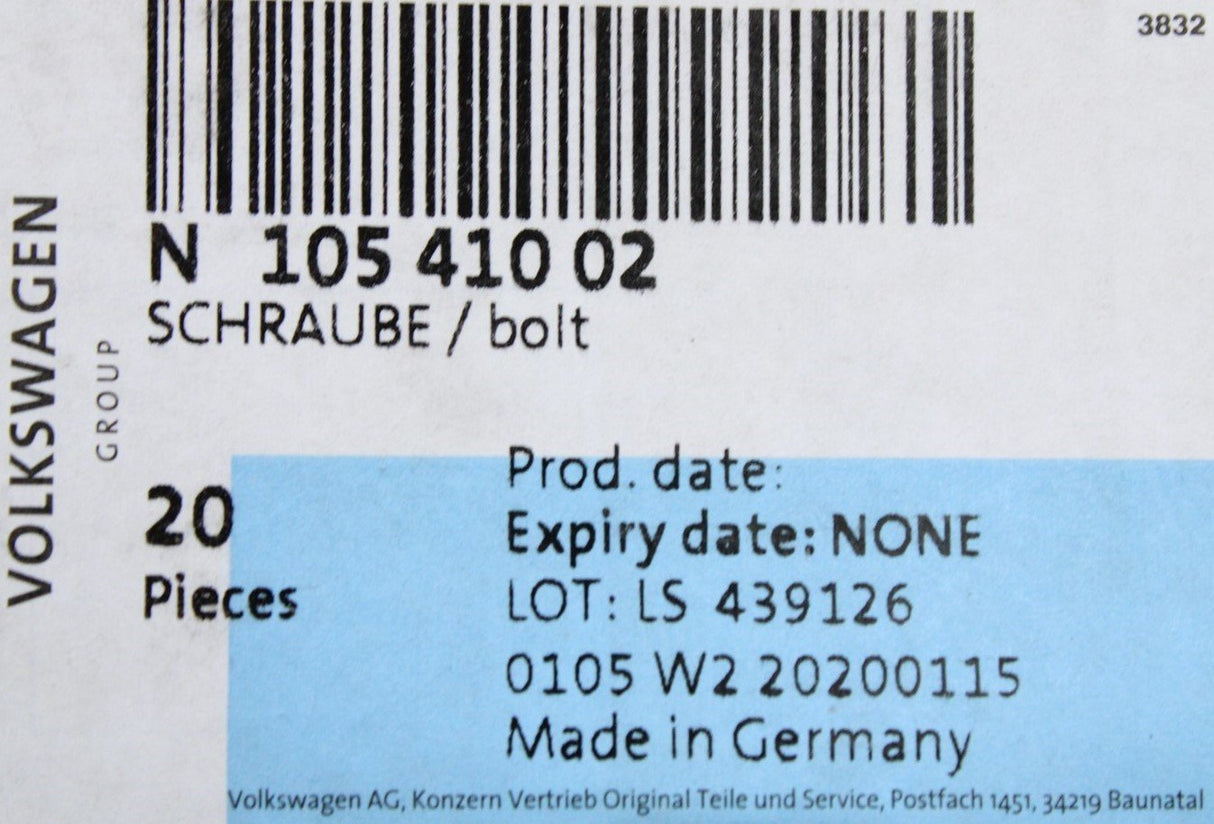 3832
N 105 410 02
SCHRAUBE / bolt
VOLKSWAGEN
GROUP
20
Pieces
Prod. date:
Expiry date: NONE
LOT: LS 439126
0105 W2 20200115
Made in Germany
Volkswagen AG, Konzern Vertrieb Original Teile und Service, Postfach 1451, 34219 Baunatal